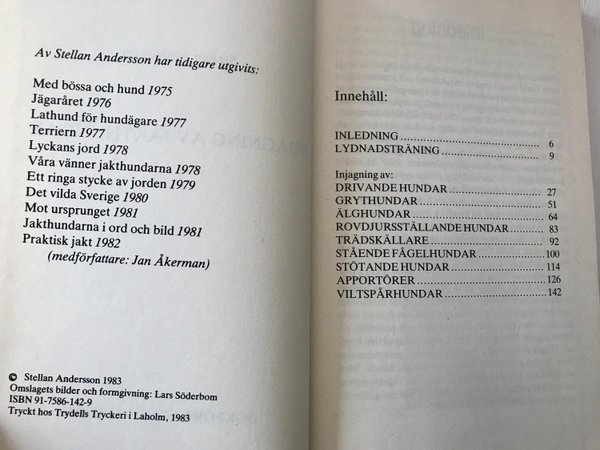 Av Stellan Andersson har tidigare utgivits:
Med bössa och hund 1975
Jägaråret 1976
Lathund för hundägare 1977
Terriern 1977
Lyckans jord 1978
Våra vänner jakthundarna 1978
Ett ringa stycke av jorden 1979
Det vilda Sverige 1980
Mot ursprunget 1981
Jakthundarna i ord och bild 1981
Praktisk jakt 1982
(medförfattare: Jan Åkerman)
© Stellan Andersson 1983
Omslagets bilder och formgivning: Lars Söderbom
ISBN 91-7586-142-9
Tryckt hos Trydells Tryckeri i Laholm, 1983
Innehåll:
INLEDNING 6
LYDNADSTRÄNING 9
Injagning av:
DRIVANDE HUNDAR 27
GRYTHUNDAR 51
ÄLGHUNDAR 64
ROVDJURSSTÄLLANDE HUNDAR 83
TRÄDSKÄLLARE 92
STÅENDE FÅGELHUNDAR 100
STÖTANDE HUNDAR 114
APPORTÖRER 126
VILTSPÅRHUNDAR 142